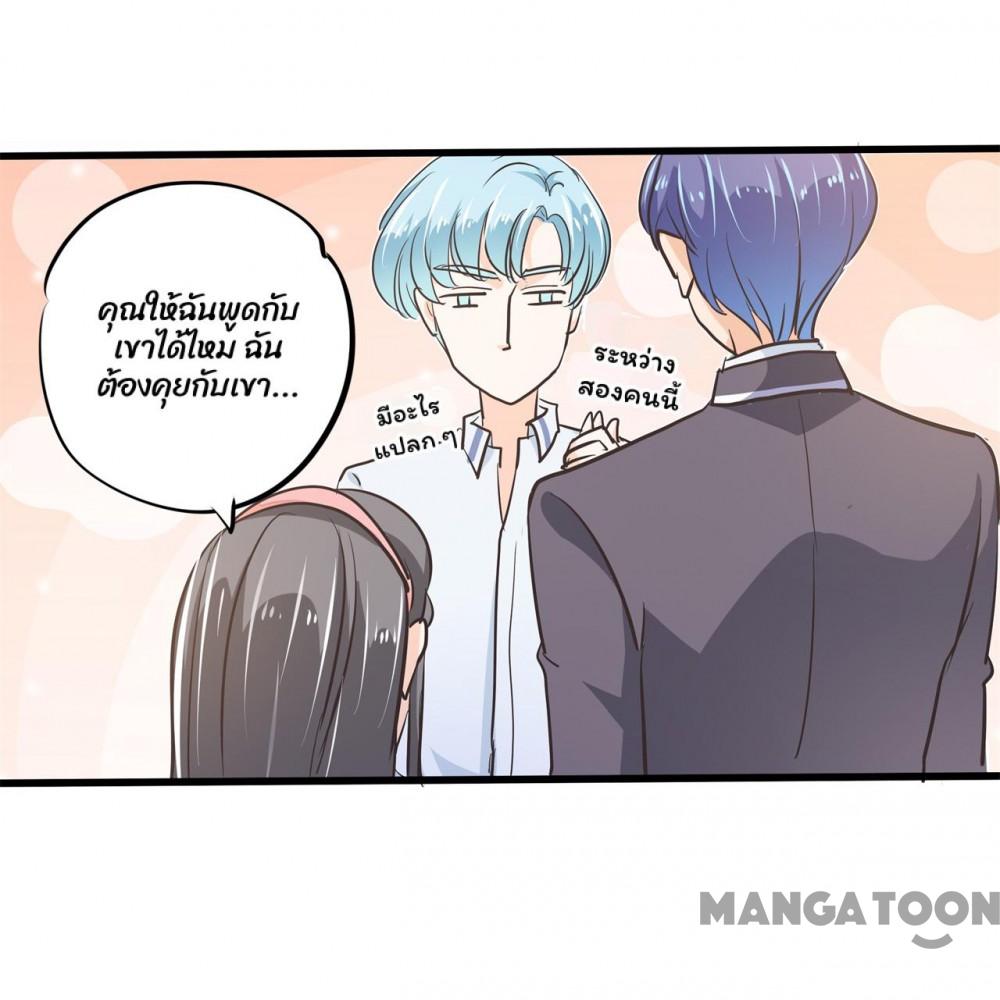 คุณให้ฉันพูดกับ
เขาได้ไหม ฉัน
ต้องคุยกับเขา...
มีอะไร
แปลก.ๆ
ระหว่าง
สองคนนี้
MANGATOON